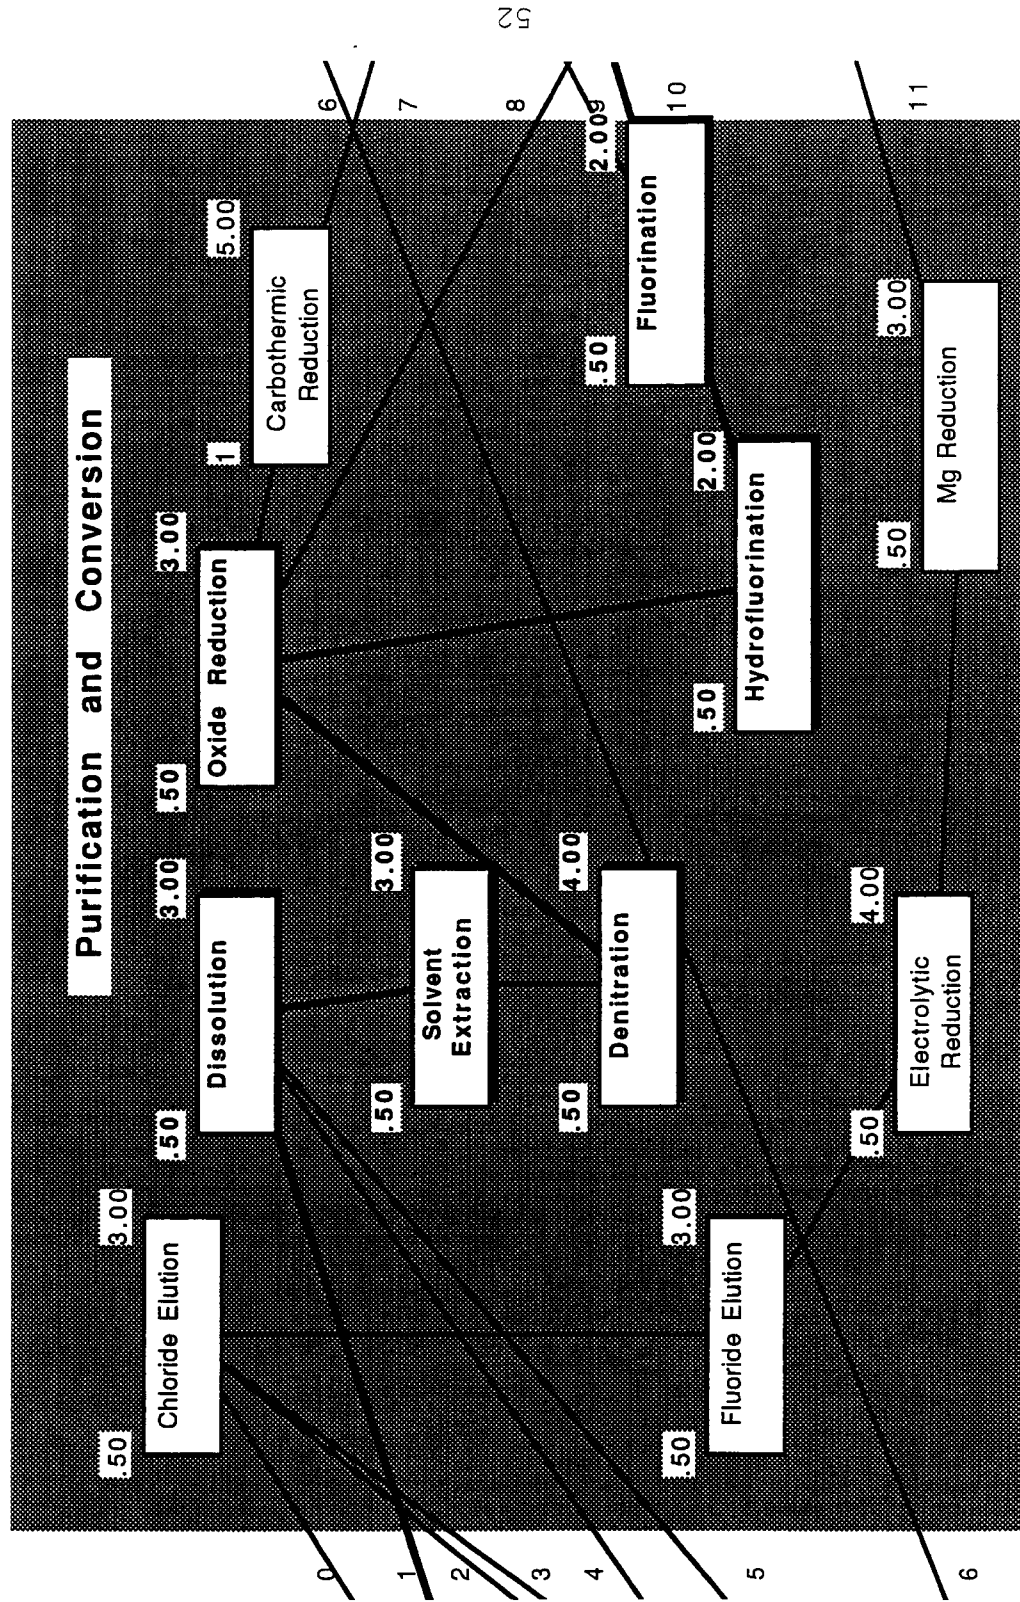 52
Purification and Conversion
.50
Chloride Elution
3.00
.50
Dissolution
3.00
.50
Oxide Reduction
3.00
1
Carbothermic
Reduction
5.00
.50
Solvent
Extraction
3.00
.50
Denitration
4.00
.50
Fluorination
2.00
.50
Hydrofluorination
2.00
.50
Fluoride Elution
3.00
.50
Electrolytic
Reduction
4.00
.50
Mg Reduction
3.00
0
1
2
3
4
5
6
6
7
8
9
10
11